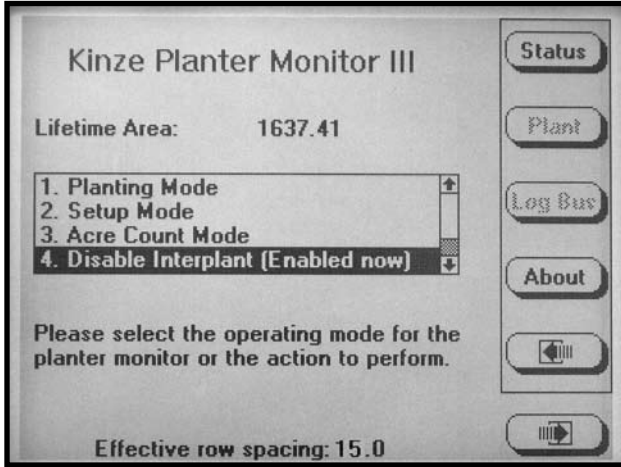 Kinze Planter Monitor III
Lifetime Area: 1637.41
1. Planting Mode
2. Setup Mode
3. Acre Count Mode
4. Disable Interplant (Enabled now)
Please select the operating mode for the
planter monitor or the action to perform.
Effective row spacing: 15.0
Status
Plant
Log Bus
About